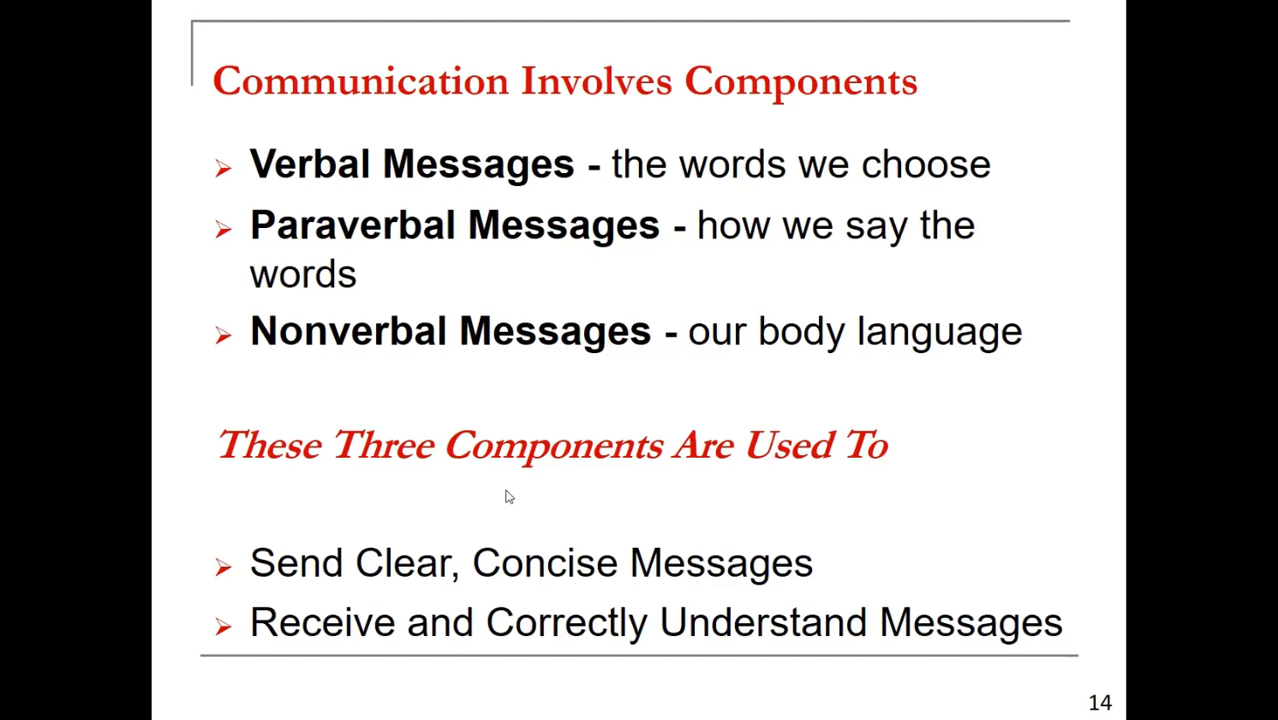 Communication Involves Components
Verbal Messages - the words we choose
Paraverbal Messages - how we say the
words
Nonverbal Messages - our body language
These Three Components Are Used To
Send Clear, Concise Messages
Receive and Correctly Understand Messages
14